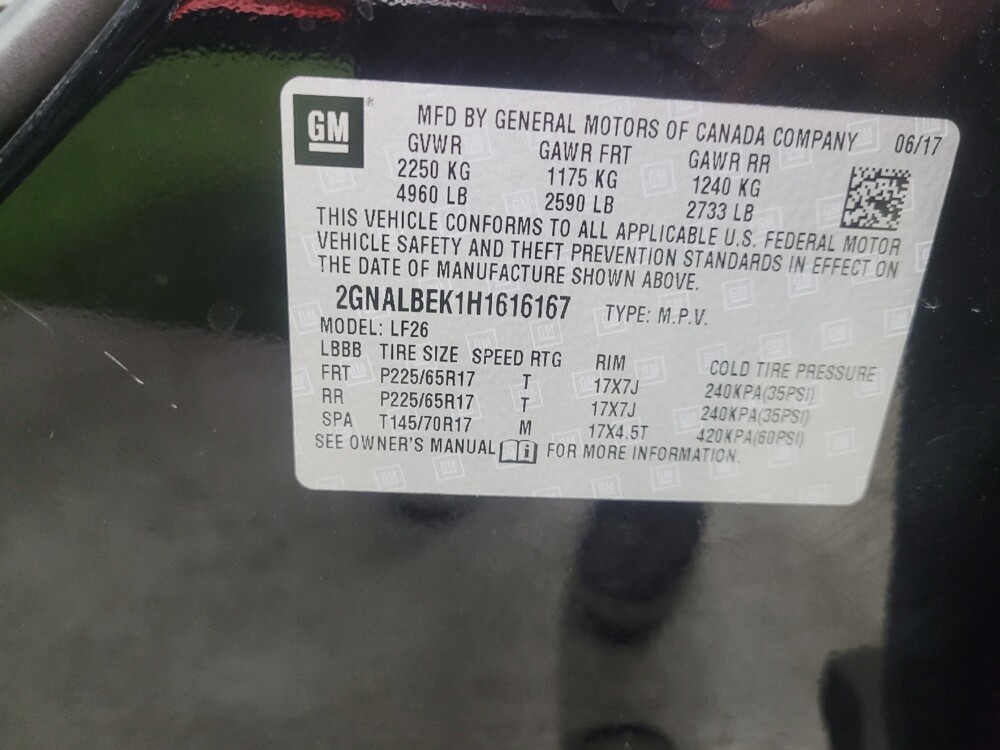 GM®
MFD BY GENERAL MOTORS OF CANADA COMPANY 06/17
GVWR GAWR FRT GAWR RR
2250 KG 1175 KG 1240 KG
4960 LB 2590 LB 2733 LB
THIS VEHICLE CONFORMS TO ALL APPLICABLE U.S. FEDERAL MOTOR
VEHICLE SAFETY AND THEFT PREVENTION STANDARDS IN EFFECT ON
THE DATE OF MANUFACTURE SHOWN ABOVE.
2GNALBEK1H1616167 TYPE: M.P.V.
MODEL: LF26
LBBB TIRE SIZE SPEED RTG RIM COLD TIRE PRESSURE
FRT P225/65R17 T 17X7J 240KPA(35PSI)
RR P225/65R17 T 17X7J 240KPA(35PSI)
SPA T145/70R17 M 17X4.5T 420KPA(60PSI)
SEE OWNER'S MANUAL i FOR MORE INFORMATION.